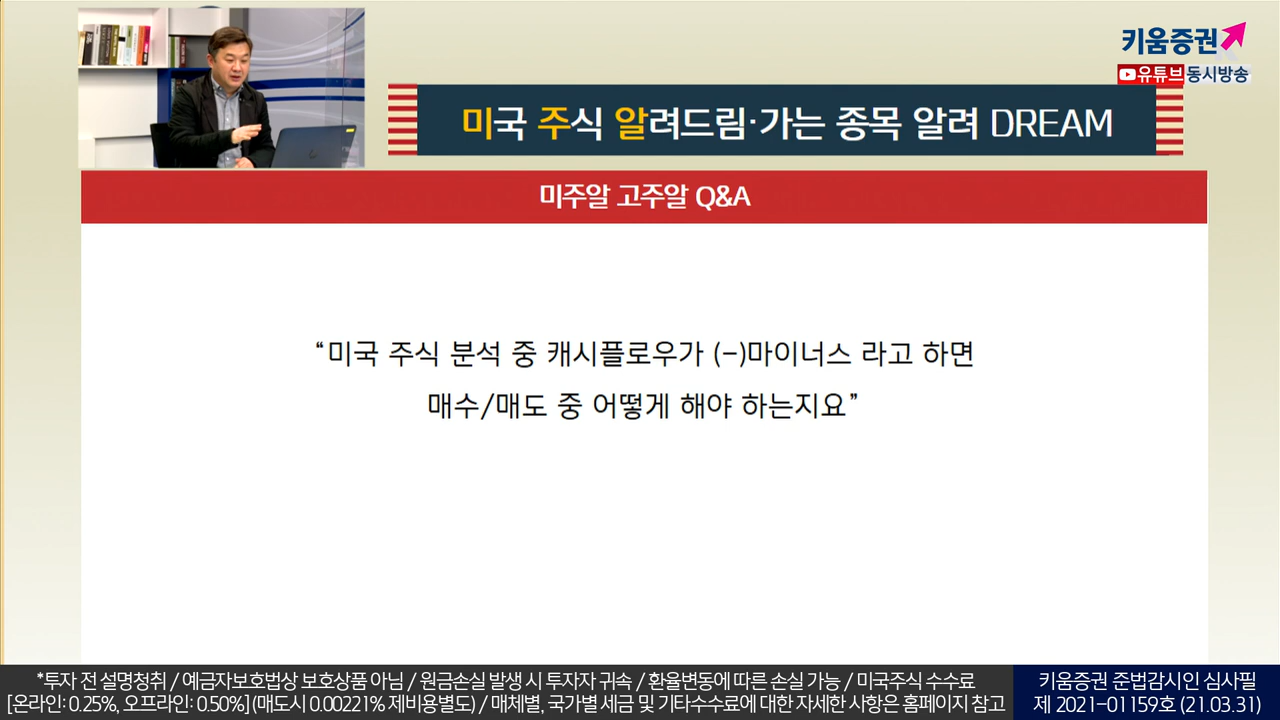 키움증권
유튜브 동시방송
미국 주식 알려드림·가는 종목 알려 DREAM
미주알 고주알 Q&A
“미국 주식 분석 중 캐시플로우가 (-)마이너스 라고 하면
매수/매도 중 어떻게 해야 하는지요”
*투자 전 설명청취 / 예금자보호법상 보호상품 아님 / 원금손실 발생 시 투자자 귀속 / 환율변동에 따른 손실 가능 / 미국주식 수수료
[온라인: 0.25%, 오프라인: 0.50%] (매도시 0.00221% 제비용별도) / 매체별, 국가별 세금 및 기타수수료에 대한 자세한 사항은 홈페이지 참고
키움증권 준법감시인 심사필
제 2021-01159호 (21.03.31)